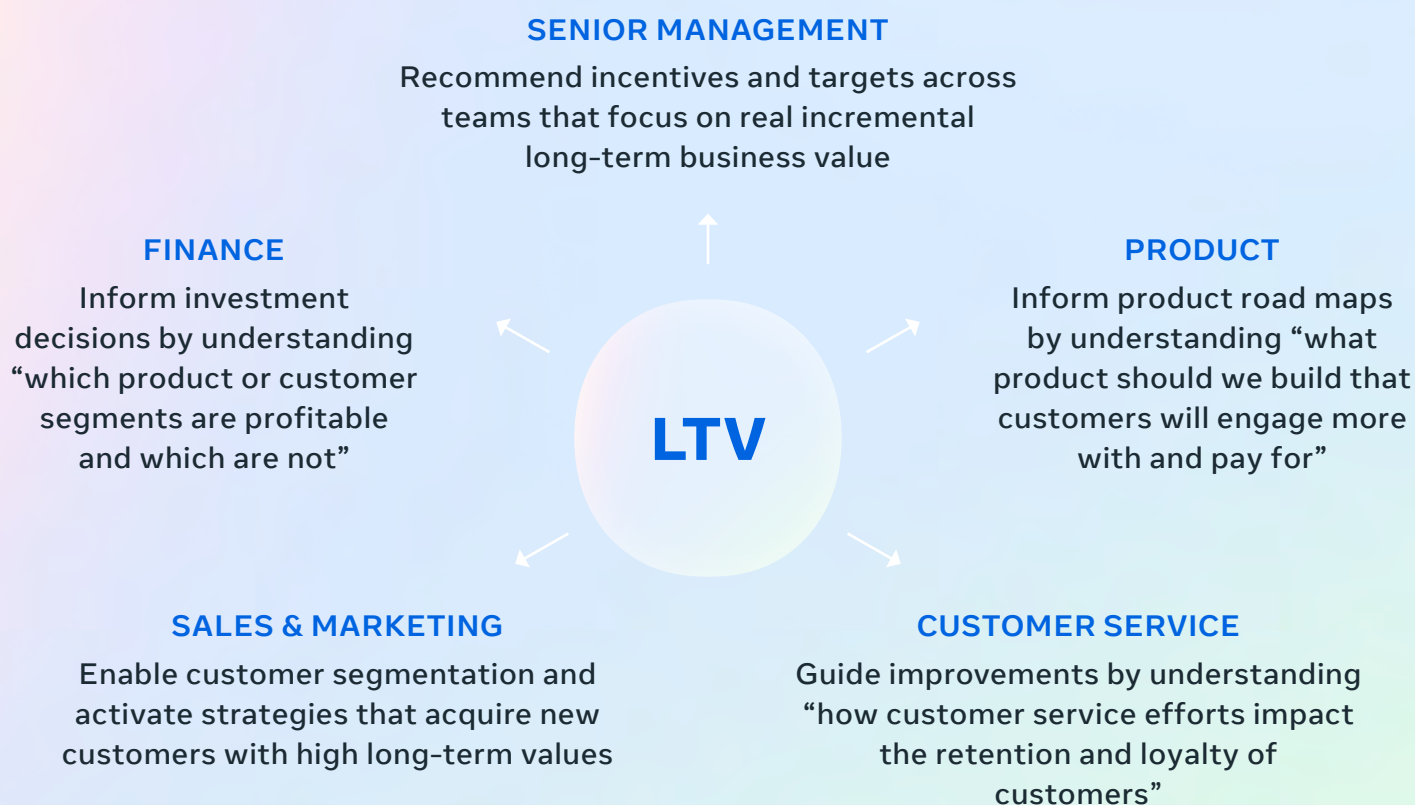 SENIOR MANAGEMENT
Recommend incentives and targets across
teams that focus on real incremental
long-term business value
FINANCE
Inform investment
decisions by understanding
“which product or customer
segments are profitable
and which are not”
PRODUCT
Inform product road maps
by understanding “what
product should we build that
customers will engage more
with and pay for”
LTV
SALES & MARKETING
Enable customer segmentation and
activate strategies that acquire new
customers with high long-term values
CUSTOMER SERVICE
Guide improvements by understanding
“how customer service efforts impact
the retention and loyalty of
customers”